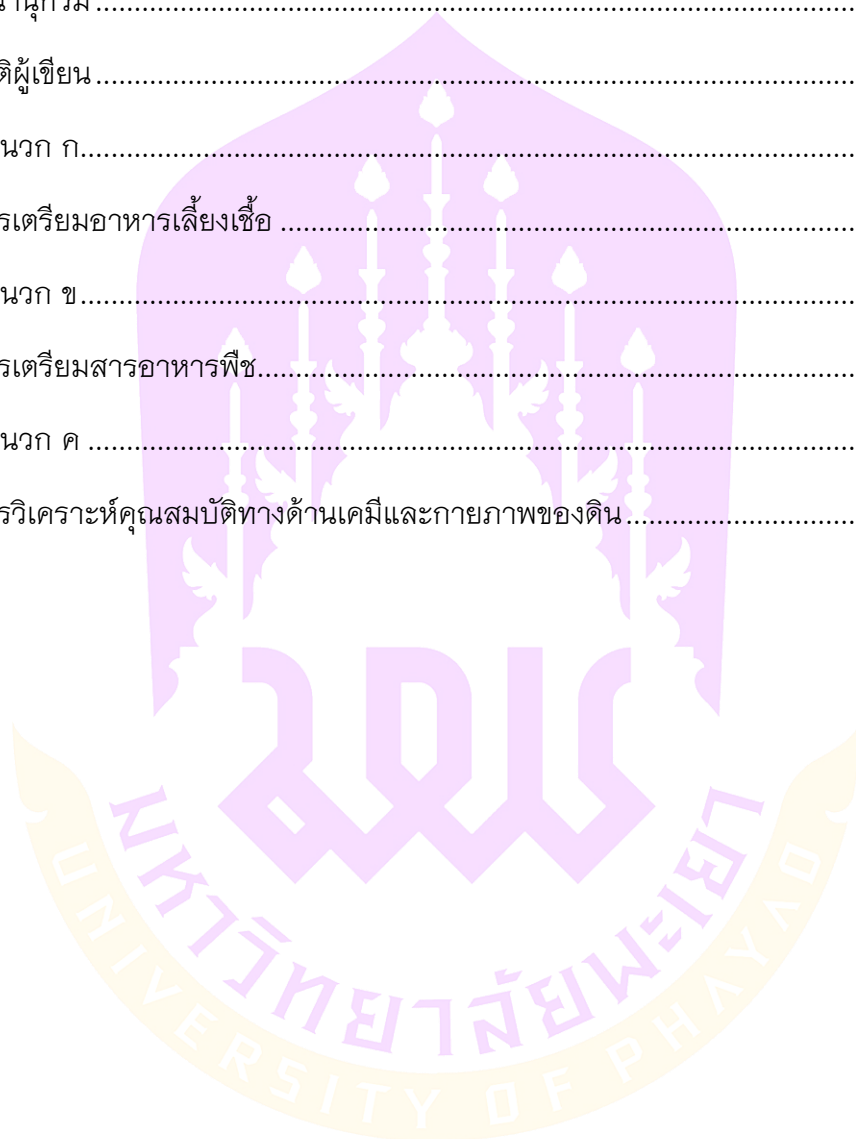 ติผู้เขียน ........................................................................
นวก ก ........................................................................
รเตรียมอาหารเลี้ยงเชื้อ ........................................................................
นวก ข ........................................................................
รเตรียมสารอาหารพืช ........................................................................
นวก ค ........................................................................
รวิเคราะห์คุณสมบัติทางด้านเคมีและกายภาพของดิน ..............................
มหาวิทยาลัยพะเยา
UNIVERSITY OF PHAYAO